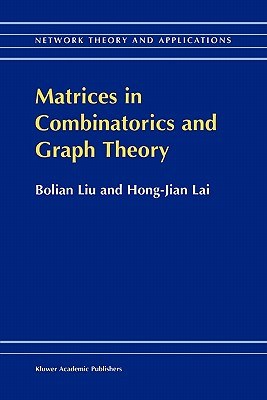 NETWORK THEORY AND APPLICATIONS
Matrices in
Combinatorics and
Graph Theory
Bolian Liu and Hong-Jian Lai
Kluwer Academic Publishers